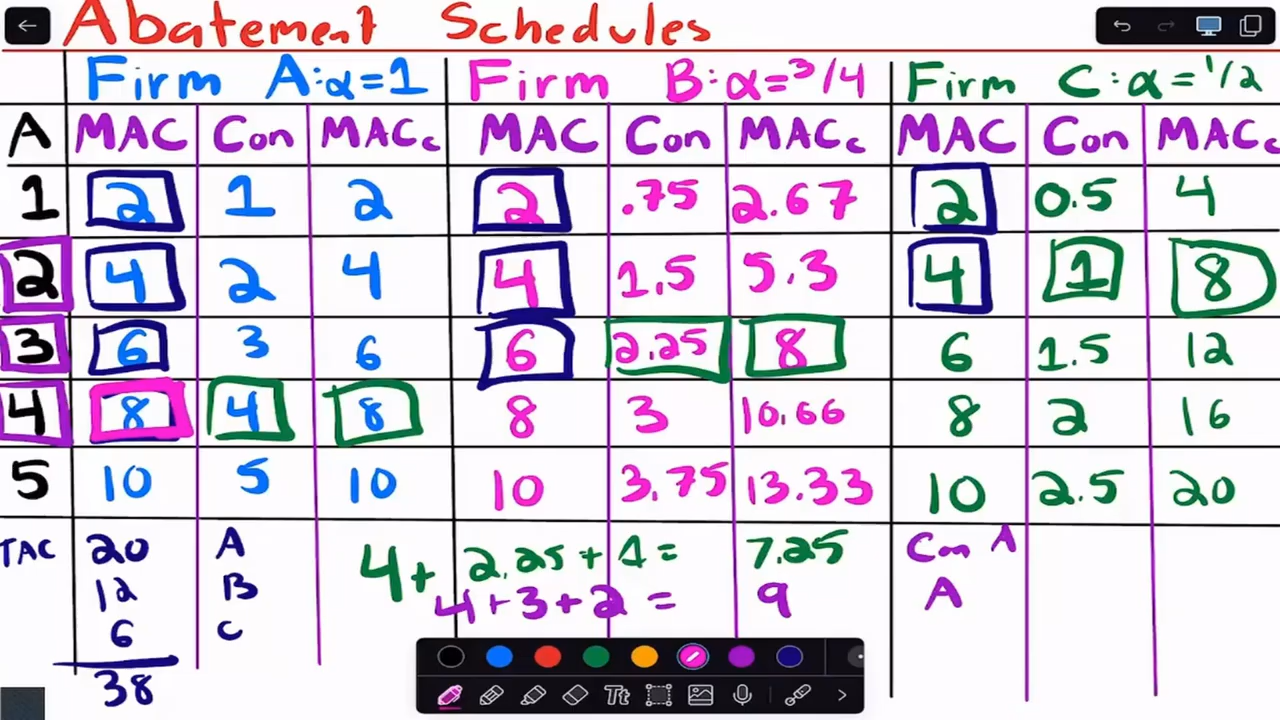 Abatement Schedules
Firm A: α=1 Firm B: α=3/4 Firm C: α=1/2
A MAC Con MACc MAC Con MACc MAC Con MACc
1 2 1 2 2 .75 2.67 2 0.5 4
2 4 2 4 4 1.5 5.3 4 1 8
3 6 3 6 6 2.25 8 6 1.5 12
4 8 4 8 8 3 10.66 8 2 16
5 10 5 10 10 3.75 13.33 10 2.5 20
TAC 20 A 4+ 2.25+1= 7.25 Con A
12 B 4+3+2= 9 A
6 C
38
Tt